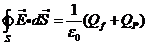 ∮_S E⃗·dS⃗ = 1/ε₀ (Q_f + Q_P)